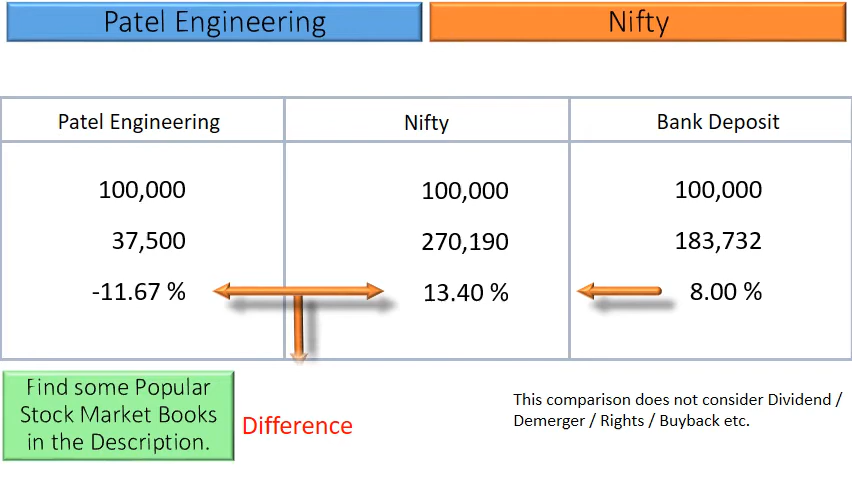 Patel Engineering
Nifty
Patel Engineering
Nifty
Bank Deposit
100,000
100,000
100,000
37,500
270,190
183,732
-11.67 %
13.40 %
8.00 %
Find some Popular
Stock Market Books
in the Description.
Difference
This comparison does not consider Dividend /
Demerger / Rights / Buyback etc.